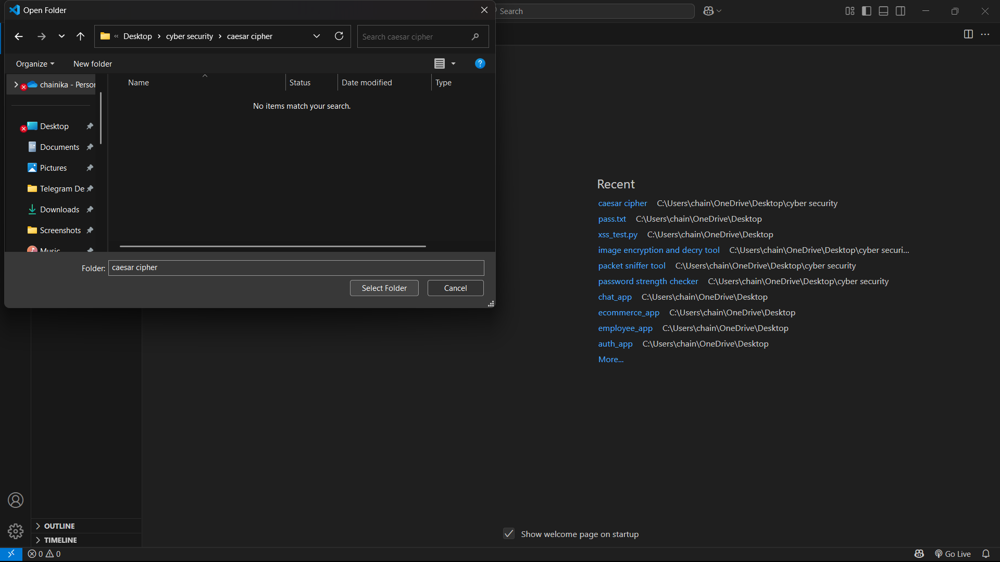 Open Folder
Search
« Desktop > cyber security > caesar cipher
Search caesar cipher
Organize
New folder
?
chainika - Person
Name
Status
Date modified
Type
No items match your search.
Desktop
Documents
Pictures
Telegram De
Downloads
Screenshots
Music
Folder:
caesar cipher
Select Folder
Cancel
Recent
caesar cipher C:\Users\chain\OneDrive\Desktop\cyber security
pass.txt C:\Users\chain\OneDrive\Desktop
xss_test.py C:\Users\chain\OneDrive\Desktop
image encryption and decry tool C:\Users\chain\OneDrive\Desktop\cyber securi...
packet sniffer tool C:\Users\chain\OneDrive\Desktop\cyber security
password strength checker C:\Users\chain\OneDrive\Desktop\cyber security
chat_app C:\Users\chain\OneDrive\Desktop
ecommerce_app C:\Users\chain\OneDrive\Desktop
employee_app C:\Users\chain\OneDrive\Desktop
auth_app C:\Users\chain\OneDrive\Desktop
More...
OUTLINE
TIMELINE
Show welcome page on startup
0 0
Go Live